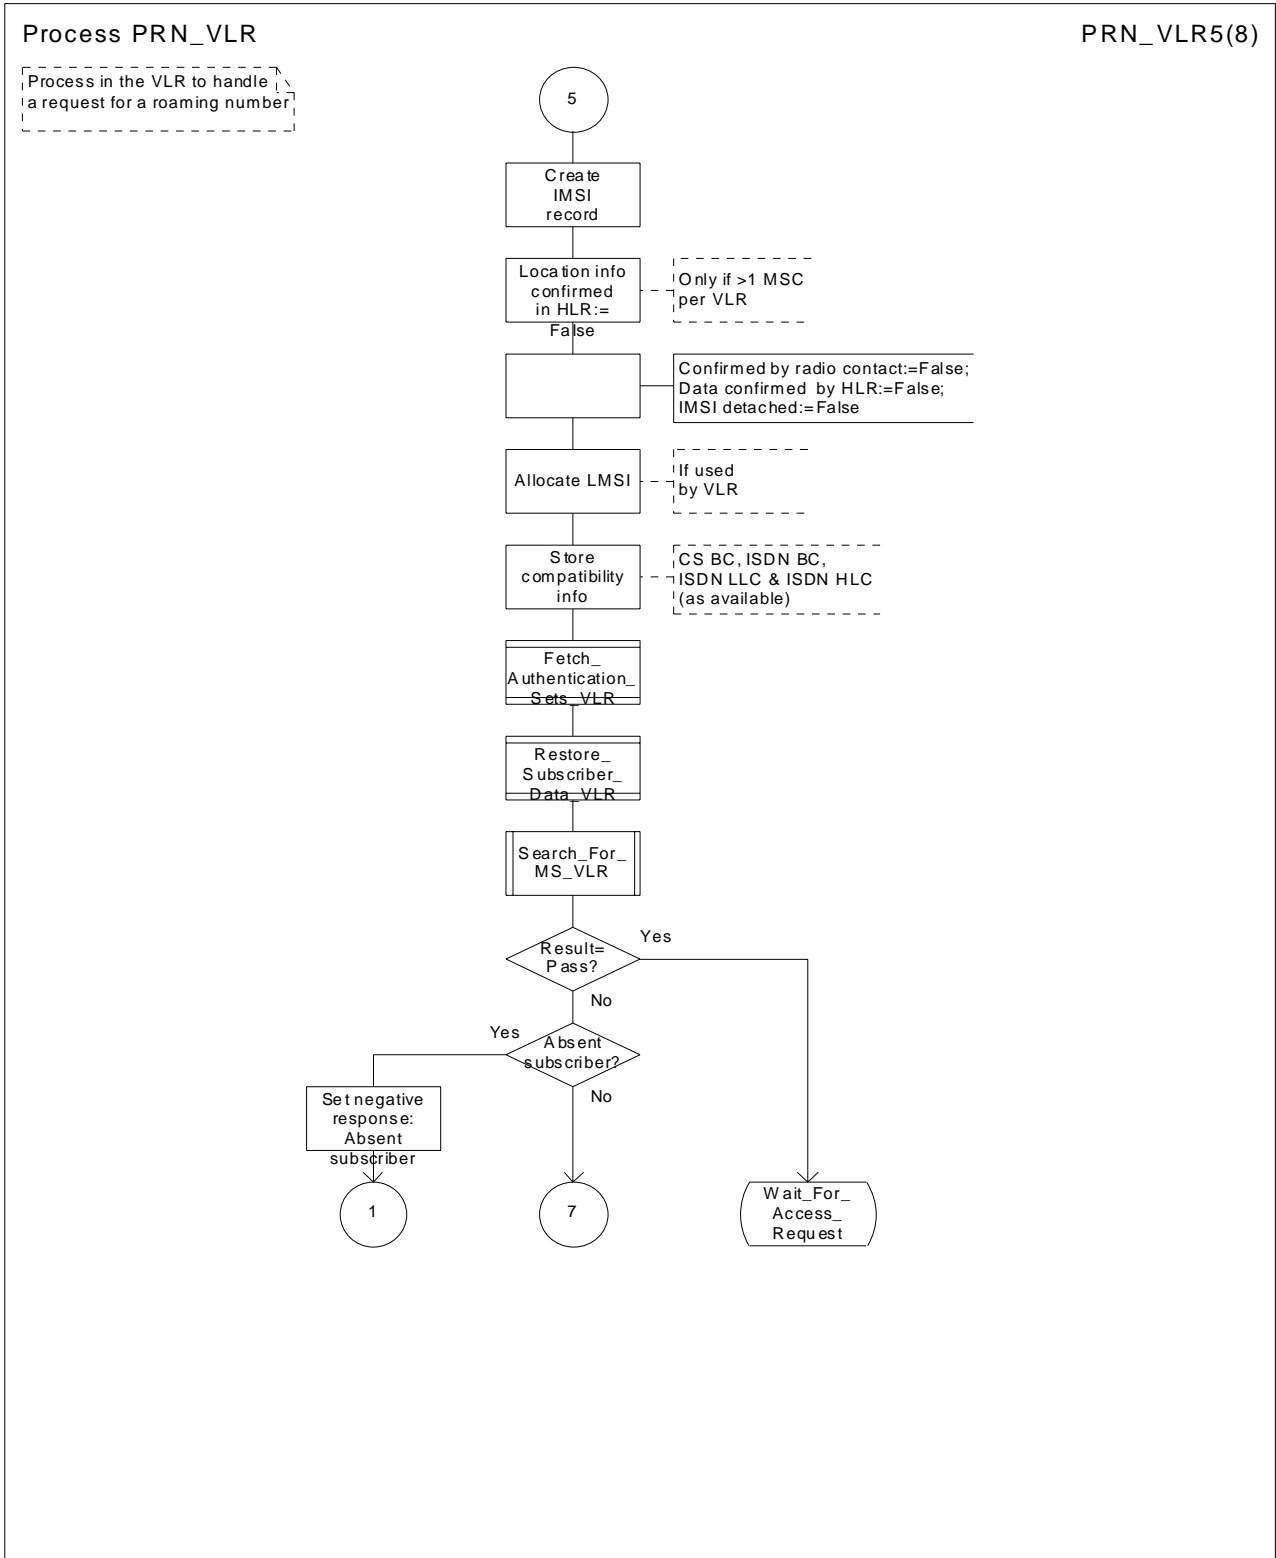 Process PRN_VLR
PRN_VLR5(8)
Process in the VLR to handle
a request for a roaming number
5
Create
IMSI
record
Location info
confirmed
in HLR:=
False
Only if >1 MSC
per VLR
Confirmed by radio contact:=False;
Data confirmed by HLR:=False;
IMSI detached:=False
Allocate LMSI
If used
by VLR
Store
compatibility
info
CS BC, ISDN BC,
ISDN LLC & ISDN HLC
(as available)
Fetch_
Authentication_
Sets_VLR
Restore_
Subscriber_
Data_VLR
Search_For_
MS_VLR
Result=
Pass?
Yes
No
Absent
subscriber?
Yes
No
Set negative
response:
Absent
subscriber
1
7
Wait_For_
Access_
Request